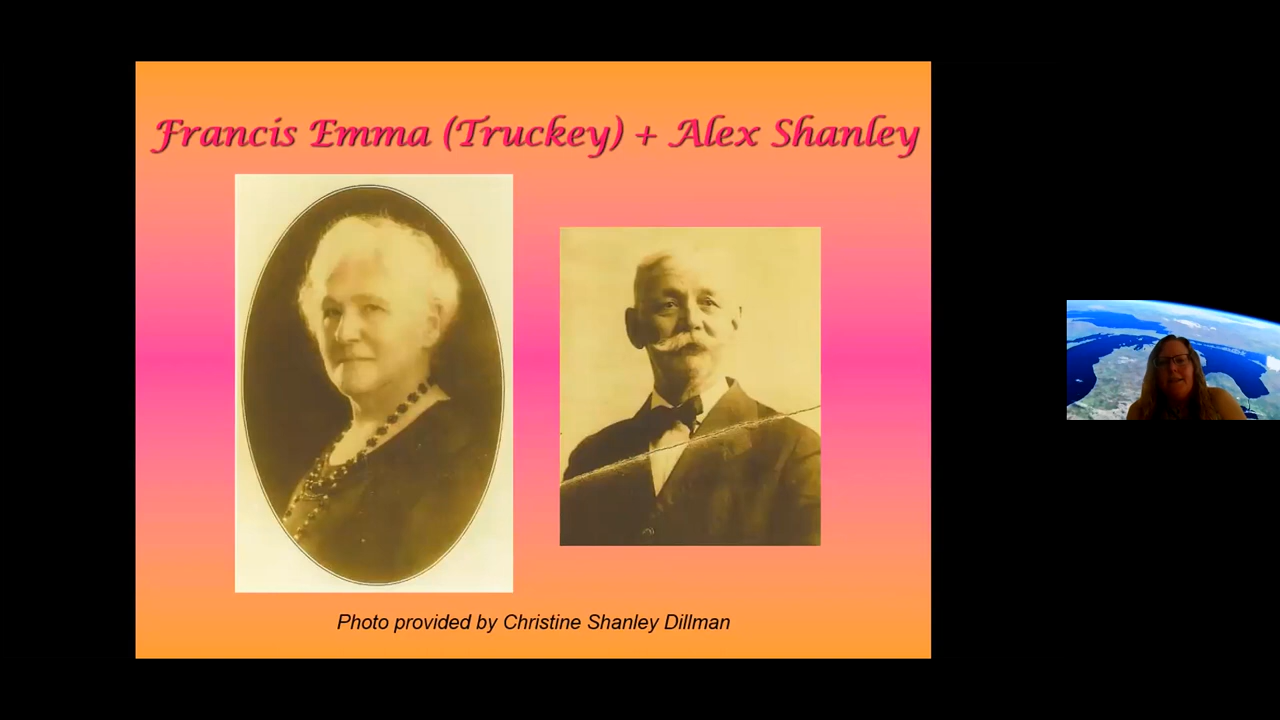 Francis Emma (Truckey) + Alex Shanley
Photo provided by Christine Shanley Dillman